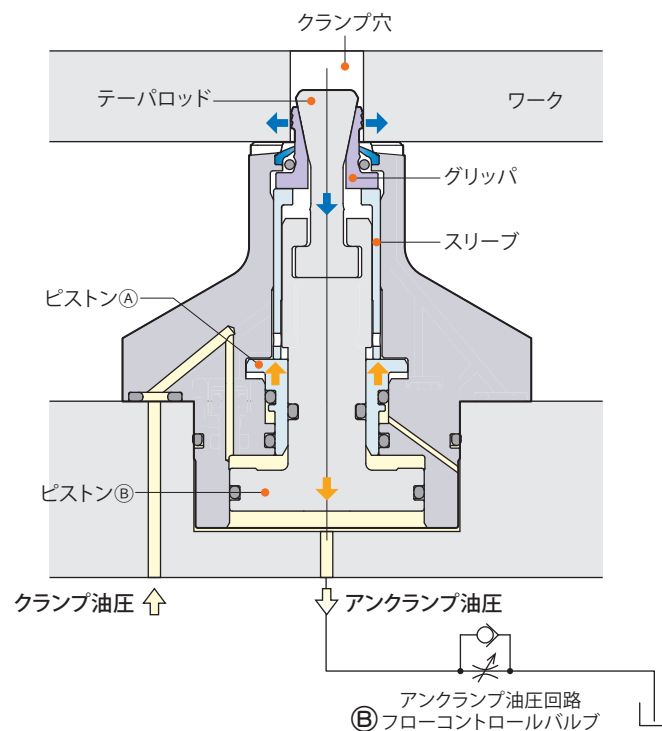 クランプ穴
テーパロッド
ワーク
グリッパ
スリーブ
ピストンⒶ
ピストンⒷ
クランプ油圧
アンクランプ油圧
アンクランプ油圧回路
Ⓑフローコントロールバルブ